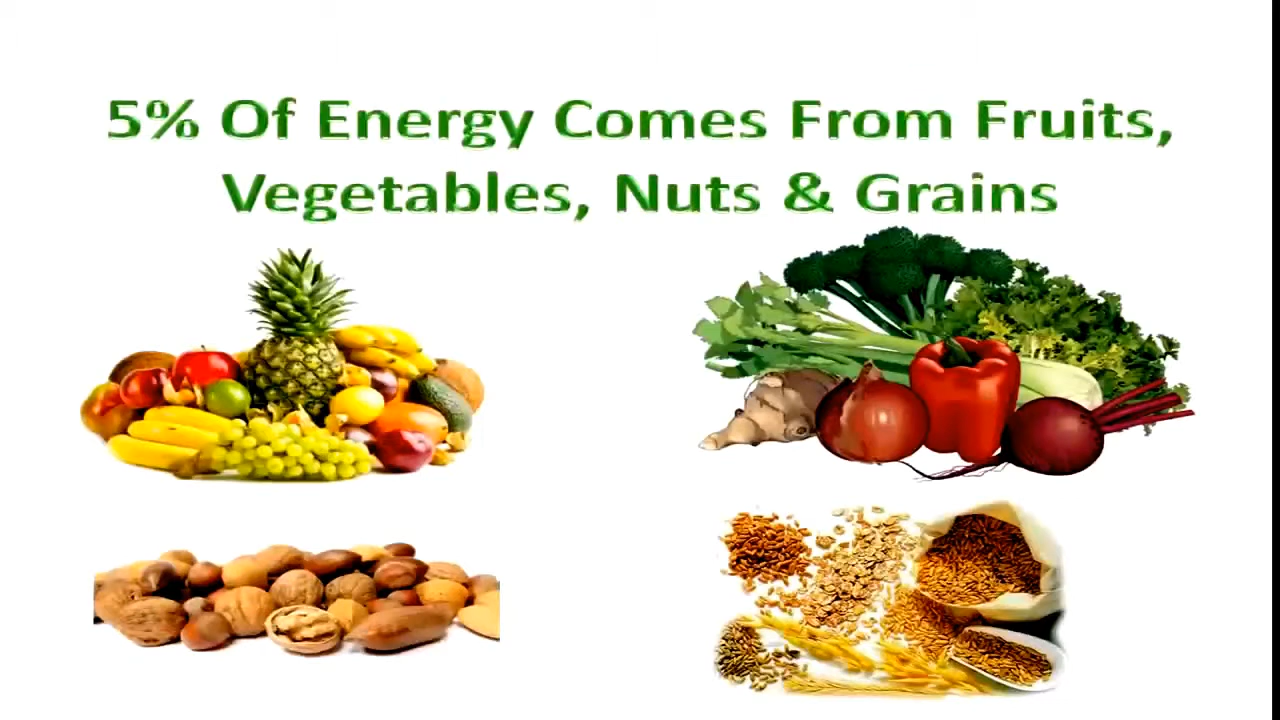 5% Of Energy Comes From Fruits,
Vegetables, Nuts & Grains